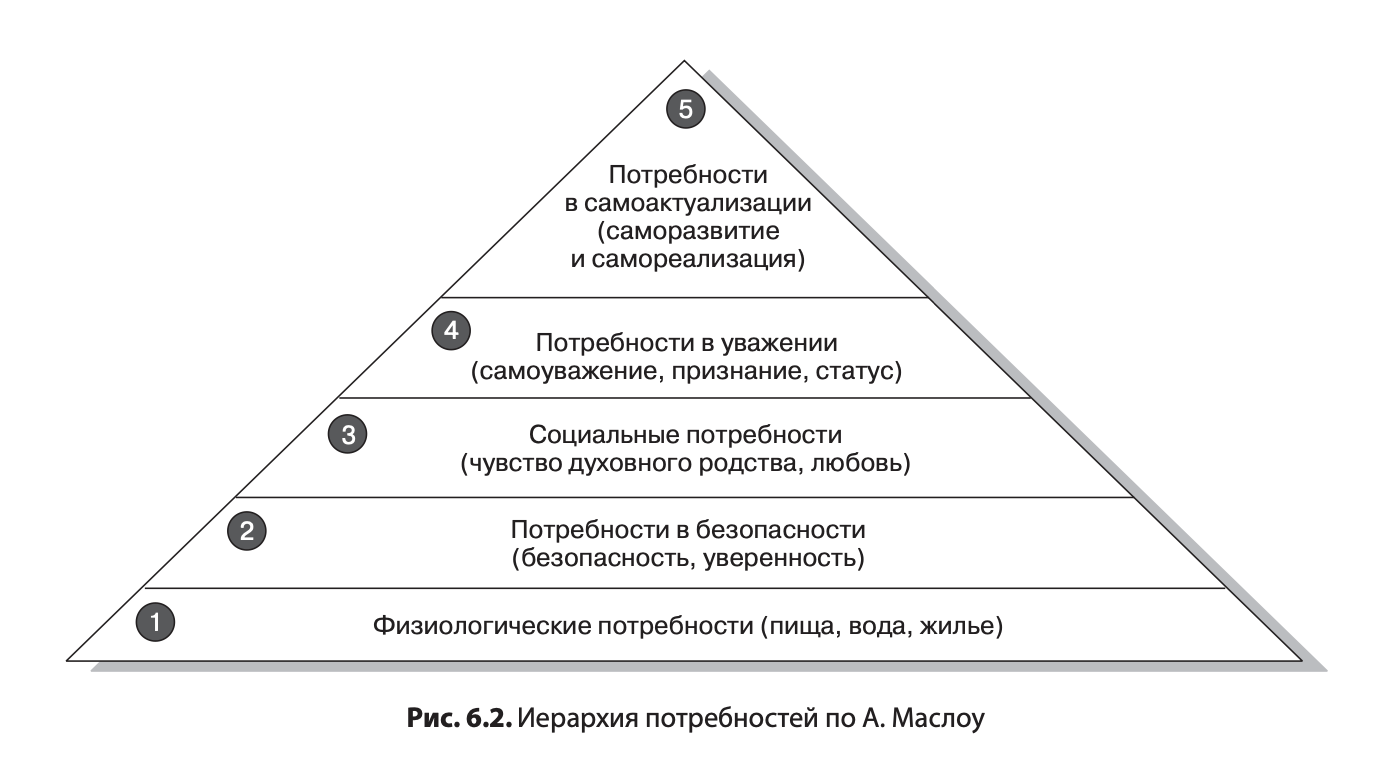 5
Потребности
в самоактуализации
(саморазвитие
и самореализация)
4
Потребности в уважении
(самоуважение, признание, статус)
3
Социальные потребности
(чувство духовного родства, любовь)
2
Потребности в безопасности
(безопасность, уверенность)
1
Физиологические потребности (пища, вода, жилье)
Рис. 6.2. Иерархия потребностей по А. Маслоу